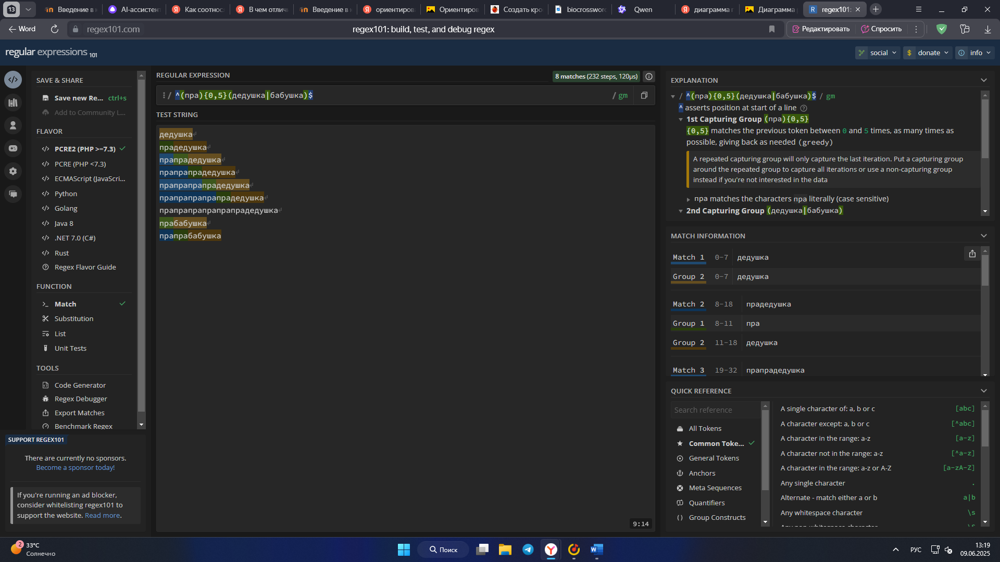 13
Введение в
AI-ассистен
Как соотнос
В чем отлич
Введение в
ориентиров
Ориентиров
Создать кро
biocrossword
Qwen
диаграмма
Диаграмма
regex101:
Word
regex101.com
regex101: build, test, and debug regex
Редактировать
Спросить
regular expressions 101
social
donate
info
SAVE & SHARE
Save new Re... ctrl+s
Add to Community L...
FLAVOR
PCRE2 (PHP >=7.3)
PCRE (PHP <7.3)
ECMAScript (JavaScri...
Python
Golang
Java 8
.NET 7.0 (C#)
Rust
Regex Flavor Guide
FUNCTION
Match
Substitution
List
Unit Tests
TOOLS
Code Generator
Regex Debugger
Export Matches
Benchmark Regex
SUPPORT REGEX101
There are currently no sponsors.
Become a sponsor today!
If you're running an ad blocker,
consider whitelisting regex101 to
support the website. Read more.
REGULAR EXPRESSION
8 matches (232 steps, 120μs)
/ ^(пра){0,5}(дедушка|бабушка)$ / gm
TEST STRING
дедушка
прадедушка
прапрадедушка
прапрапрадедушка
прапрапрапрадедушка
прапрапрапрапрадедушка
прапрапрапрапрапрадедушка
прабабушка
прапрабабушка
9:14
EXPLANATION
/ ^(пра){0,5}(дедушка|бабушка)$ / gm
^ asserts position at start of a line
1st Capturing Group (пра){0,5}
{0,5} matches the previous token between 0 and 5 times, as many times as
possible, giving back as needed (greedy)
A repeated capturing group will only capture the last iteration. Put a capturing group
around the repeated group to capture all iterations or use a non-capturing group
instead if you're not interested in the data
пра matches the characters пра literally (case sensitive)
2nd Capturing Group (дедушка|бабушка)
MATCH INFORMATION
Match 1 0-7 дедушка
Group 2 0-7 дедушка
Match 2 8-18 прадедушка
Group 1 8-11 пра
Group 2 11-18 дедушка
Match 3 19-32 прапрадедушка
QUICK REFERENCE
Search reference
All Tokens
Common Toke...
General Tokens
Anchors
Meta Sequences
Quantifiers
Group Constructs
A single character of: a, b or c [abc]
A character except: a, b or c [^abc]
A character in the range: a-z [a-z]
A character not in the range: a-z [^a-z]
A character in the range: a-z or A-Z [a-zA-Z]
Any single character .
Alternate - match either a or b a|b
Any whitespace character \s
Any non-whitespace character \S
2
33°C
Солнечно
Поиск
РУС
13:19
09.06.2025